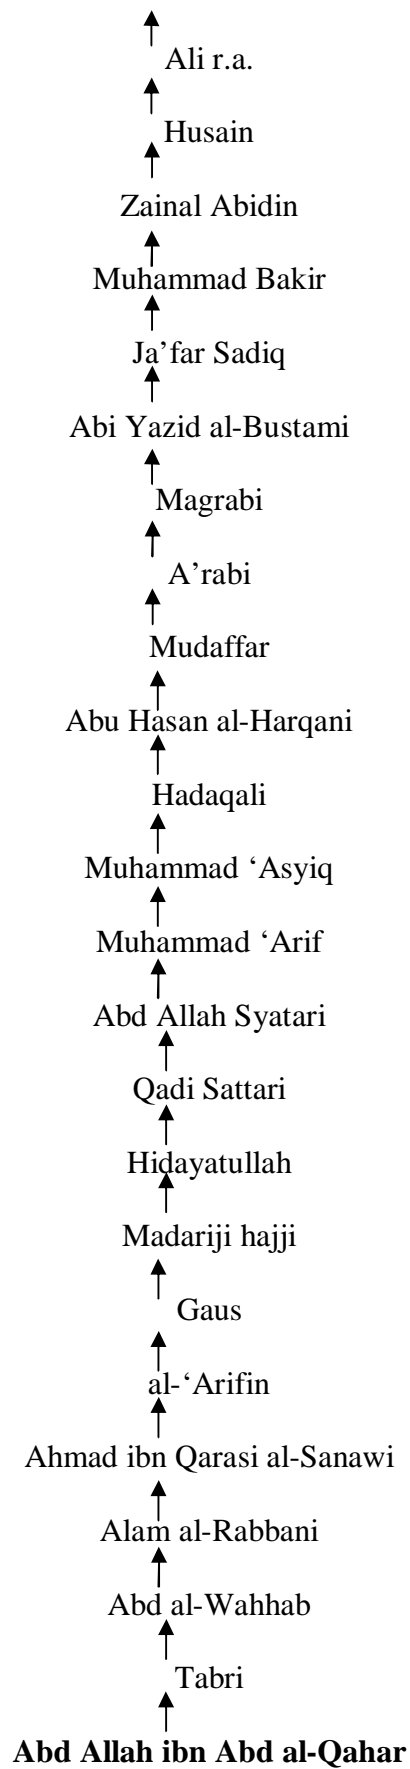 Ali r.a.
Husain
Zainal Abidin
Muhammad Bakir
Ja’far Sadiq
Abi Yazid al-Bustami
Magrabi
A’rabi
Mudaffar
Abu Hasan al-Harqani
Hadaqali
Muhammad ‘Asyiq
Muhammad ‘Arif
Abd Allah Syatari
Qadi Sattari
Hidayatullah
Madariji hajji
Gaus
al-‘Arifin
Ahmad ibn Qarasi al-Sanawi
Alam al-Rabbani
Abd al-Wahhab
Tabri
Abd Allah ibn Abd al-Qahar